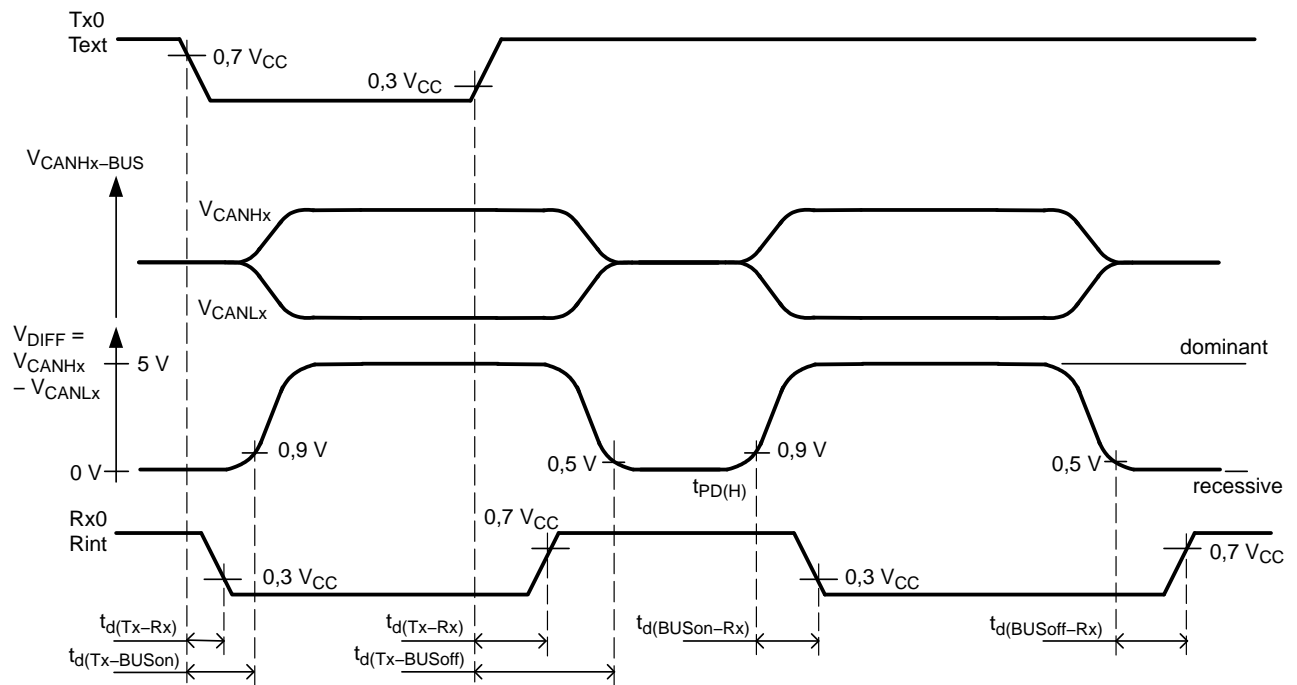 Tx0
Text
0,7 VCC
0,3 VCC
VCANHx–BUS
VCANHx
VCANLx
VDIFF =
VCANHx
– VCANLx
5 V
dominant
0,9 V
0,5 V
0,9 V
0,5 V
0 V
tPD(H)
recessive
Rx0
Rint
0,3 VCC
0,7 VCC
0,3 VCC
0,7 VCC
td(Tx–Rx)
td(Tx–Rx)
td(BUSon–Rx)
td(BUSoff–Rx)
td(Tx–BUSon)
td(Tx–BUSoff)